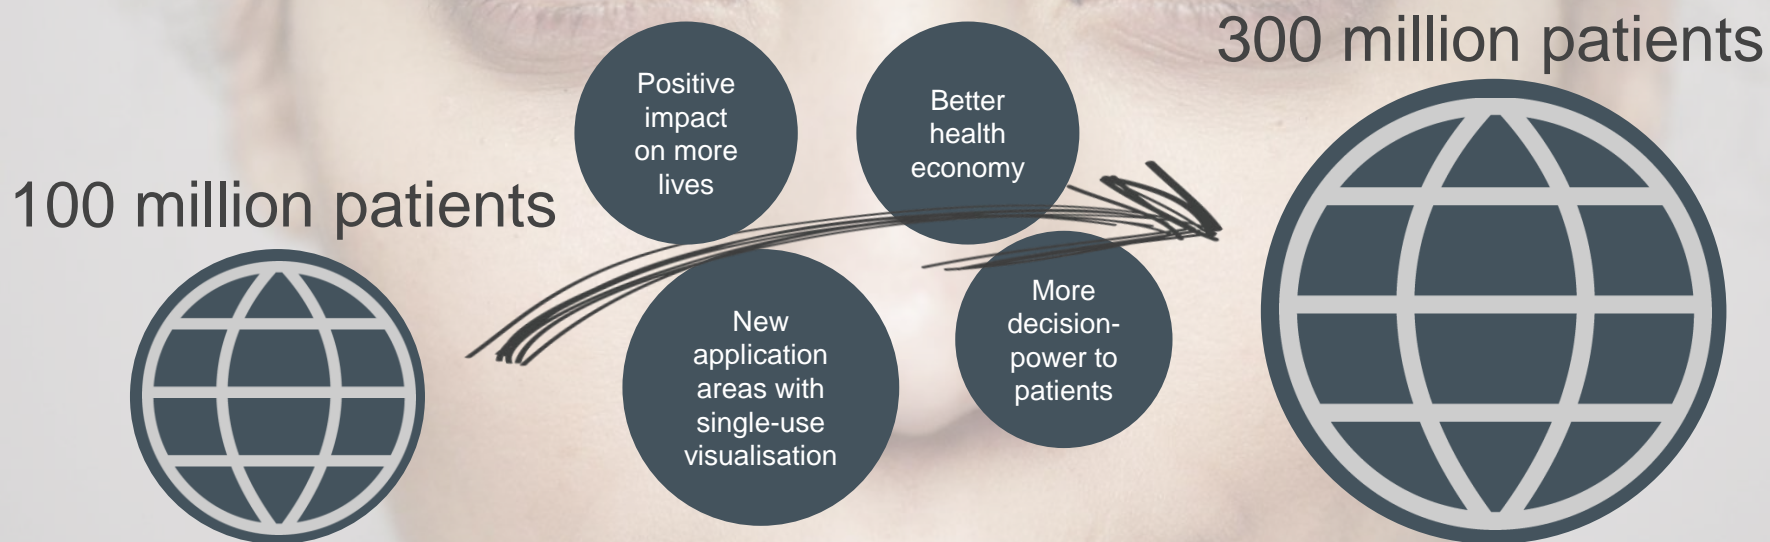 100 million patients
Positive
impact
on more
lives
Better
health
economy
New
application
areas with
single-use
visualisation
More
decision-
power to
patients
300 million patients